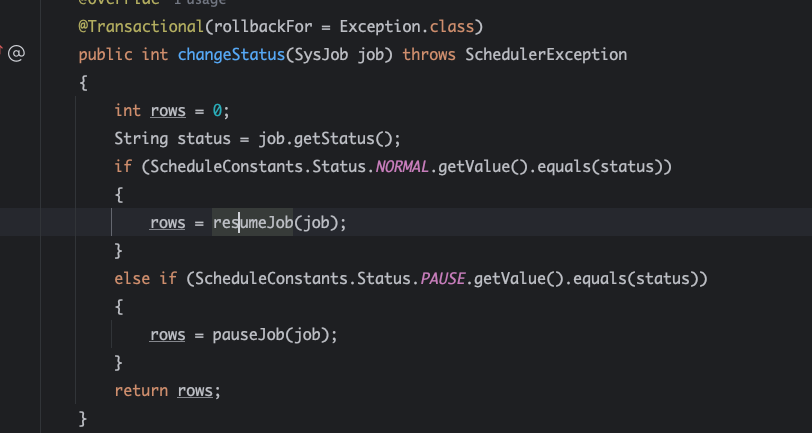 @Override 1 usage
@Transactional(rollbackFor = Exception.class)
public int changeStatus(SysJob job) throws SchedulerException
{
int rows = 0;
String status = job.getStatus();
if (ScheduleConstants.Status.NORMAL.getValue().equals(status))
{
rows = resumeJob(job);
}
else if (ScheduleConstants.Status.PAUSE.getValue().equals(status))
{
rows = pauseJob(job);
}
return rows;
}